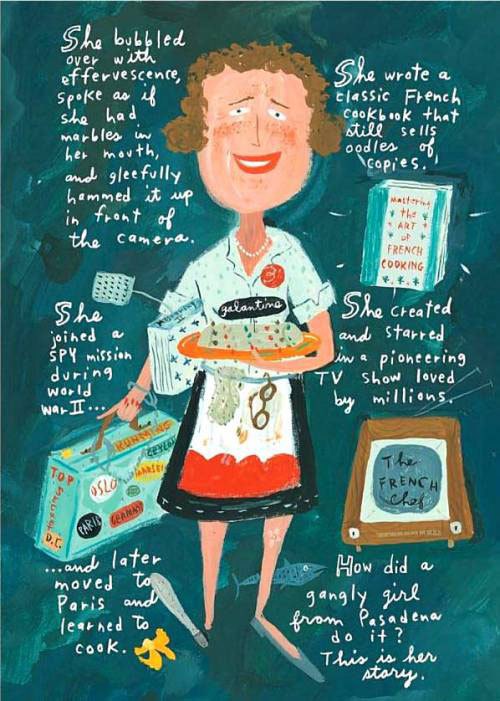 She bubbled
over with
effervescence,
spoke as if
she had
marbles in
her mouth,
and gleefully
hammed it up
in front of
the camera.
She wrote a
classic French
cookbook that
still sells
oodles of
copies.
Mastering
the
ART
of
FRENCH
COOKING
galantine
She
joined a
SPY mission
during
world
war II...
She created
and starred
in a pioneering
TV show loved
by millions.
KUNMING
CEYLON
TOP
OSLO
PARIS
GERMANY
D.C.
The
FRENCH
Chef
...and later
moved to
Paris and
learned to
cook.
How did a
gangly girl
from Pasadena
do it?
This is her
story.